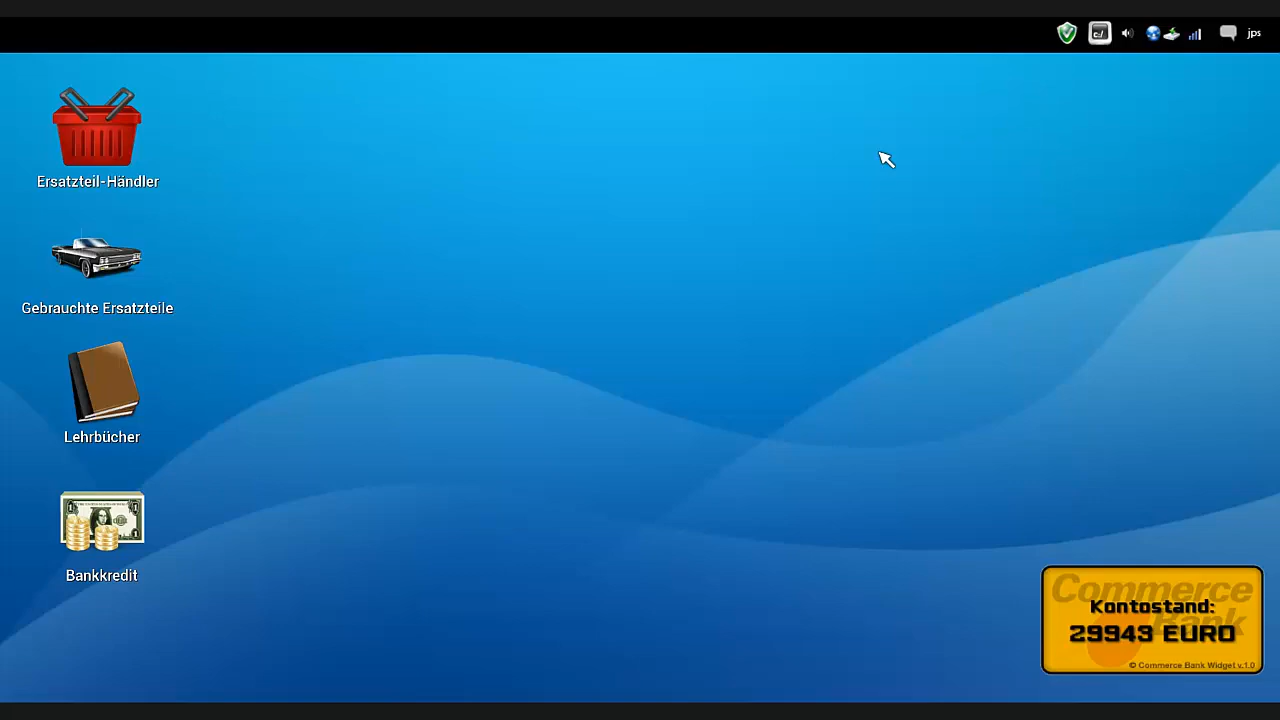 c:/
jps
Ersatzteil-Händler
Gebrauchte Ersatzteile
Lehrbücher
Bankkredit
Commerce
Bank
Kontostand:
29943 EURO
© Commerce Bank Widget v.1.0